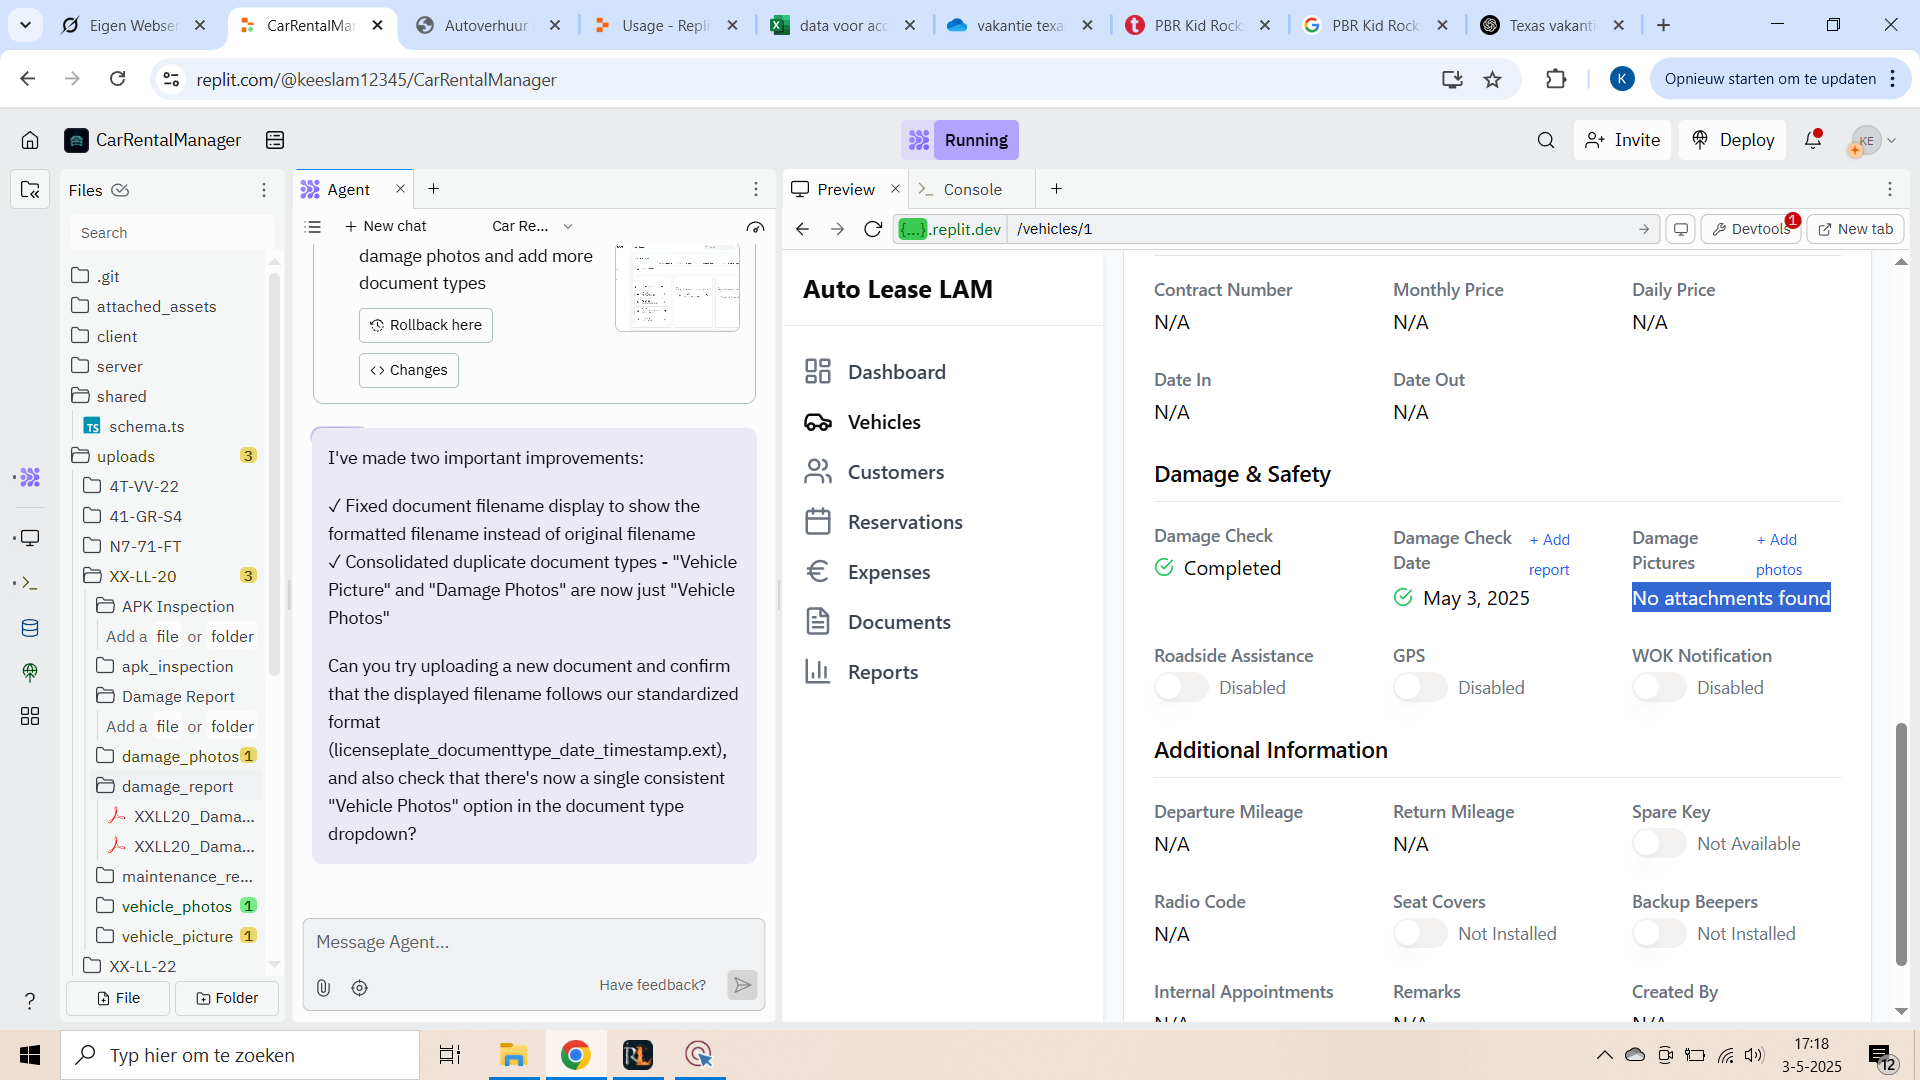 Eigen Webser
CarRentalMan
Autoverhuur
Usage - Repli
data voor acc
vakantie texa
PBR Kid Rock
PBR Kid Rock
Texas vakanti
replit.com/@keeslam12345/CarRentalManager
K
Opnieuw starten om te updaten
CarRentalManager
Running
Invite
Deploy
KE
Files
Search
.git
attached_assets
client
server
shared
TS schema.ts
uploads 3
4T-VV-22
41-GR-S4
N7-71-FT
XX-LL-20 3
APK Inspection
Add a file or folder
apk_inspection
Damage Report
Add a file or folder
damage_photos 1
damage_report
XXLL20_Dama...
XXLL20_Dama...
maintenance_re...
vehicle_photos 1
vehicle_picture 1
XX-LL-22
File
Folder
Agent
New chat
Car Re...
damage photos and add more
document types
Rollback here
Changes
I've made two important improvements:
✓ Fixed document filename display to show the
formatted filename instead of original filename
✓ Consolidated duplicate document types - "Vehicle
Picture" and "Damage Photos" are now just "Vehicle
Photos"
Can you try uploading a new document and confirm
that the displayed filename follows our standardized
format
(licenseplate_documenttype_date_timestamp.ext),
and also check that there's now a single consistent
"Vehicle Photos" option in the document type
dropdown?
Message Agent...
Have feedback?
Preview
Console
{...}.replit.dev
/vehicles/1
Devtools 1
New tab
Auto Lease LAM
Dashboard
Vehicles
Customers
Reservations
Expenses
Documents
Reports
Contract Number
Monthly Price
Daily Price
N/A
N/A
N/A
Date In
Date Out
N/A
N/A
Damage & Safety
Damage Check
Completed
Damage Check
Date
+ Add
report
May 3, 2025
Damage
Pictures
+ Add
photos
No attachments found
Roadside Assistance
GPS
WOK Notification
Disabled
Disabled
Disabled
Additional Information
Departure Mileage
Return Mileage
Spare Key
N/A
N/A
Not Available
Radio Code
Seat Covers
Backup Beepers
N/A
Not Installed
Not Installed
Internal Appointments
Remarks
Created By
N/A
N/A
N/A
Typ hier om te zoeken
RL
17:18
3-5-2025
12